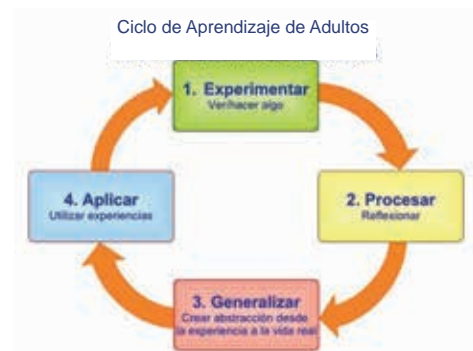 Ciclo de Aprendizaje de Adultos
1. Experimentar
Ver/hacer algo
2. Procesar
Reflexionar
3. Generalizar
Crear abstracción desde
la experiencia a la vida real
4. Aplicar
Utilizar experiencias